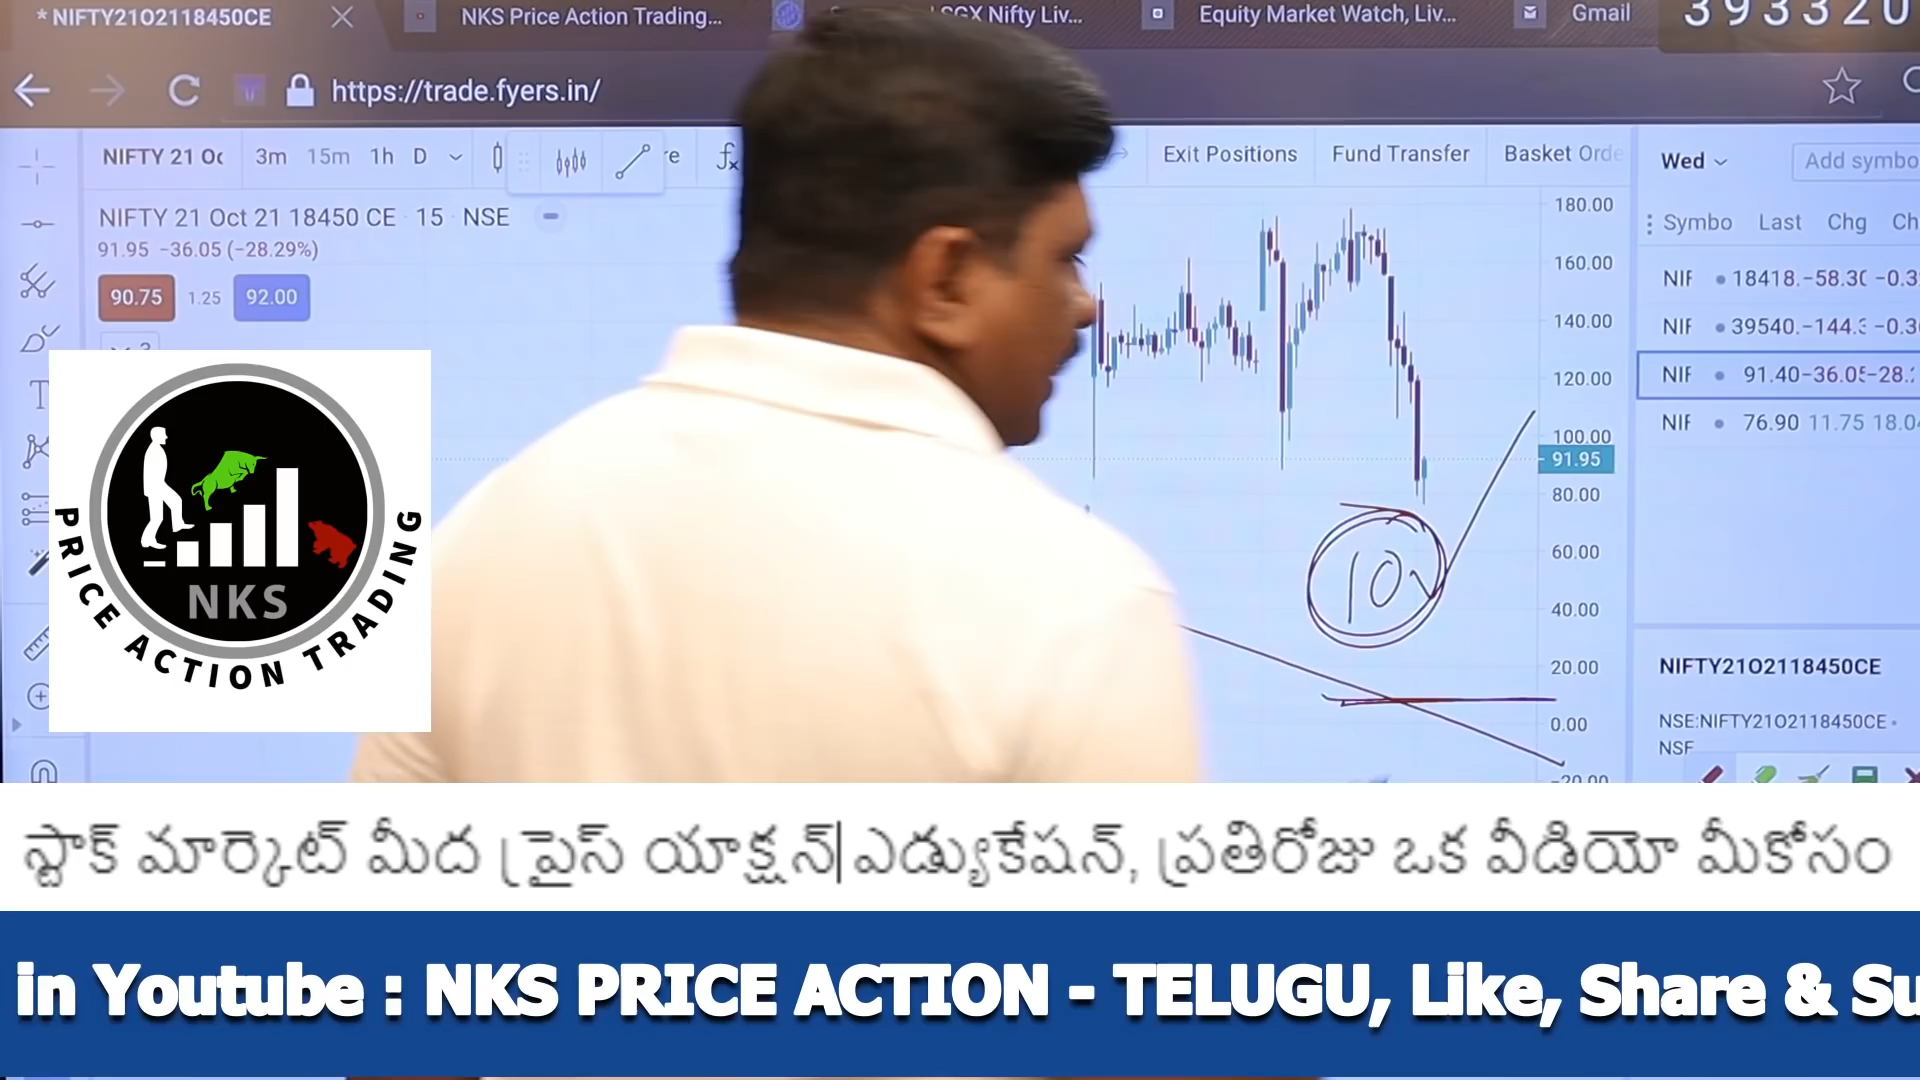 * NIFTY21O2118450CE
NKS Price Action Trading...
SGX Nifty Liv...
Equity Market Watch, Liv...
Gmail
393320
https://trade.fyers.in/
NIFTY 21 Oc
3m 15m 1h D
Exit Positions
Fund Transfer
Basket Orde
Wed
Add symbo
NIFTY 21 Oct 21 18450 CE · 15 · NSE
91.95 −36.05 (−28.29%)
90.75 1.25 92.00
Symbo Last Chg Ch
NIF 18418. −58.30 −0.3
NIF 39540. −144.3 −0.3
NIF 91.40 −36.05 −28.
NIF 76.90 11.75 18.0
180.00
160.00
140.00
120.00
100.00
91.95
80.00
60.00
40.00
20.00
0.00
−20.00
10
NIFTY21O2118450CE
NSE:NIFTY21O2118450CE
NSE
NKS
PRICE ACTION TRADING
స్టాక్ మార్కెట్ మీద ప్రైస్ యాక్షన్ ఎడ్యుకేషన్, ప్రతిరోజు ఒక వీడియో మీకోసం
in Youtube : NKS PRICE ACTION - TELUGU, Like, Share & Su